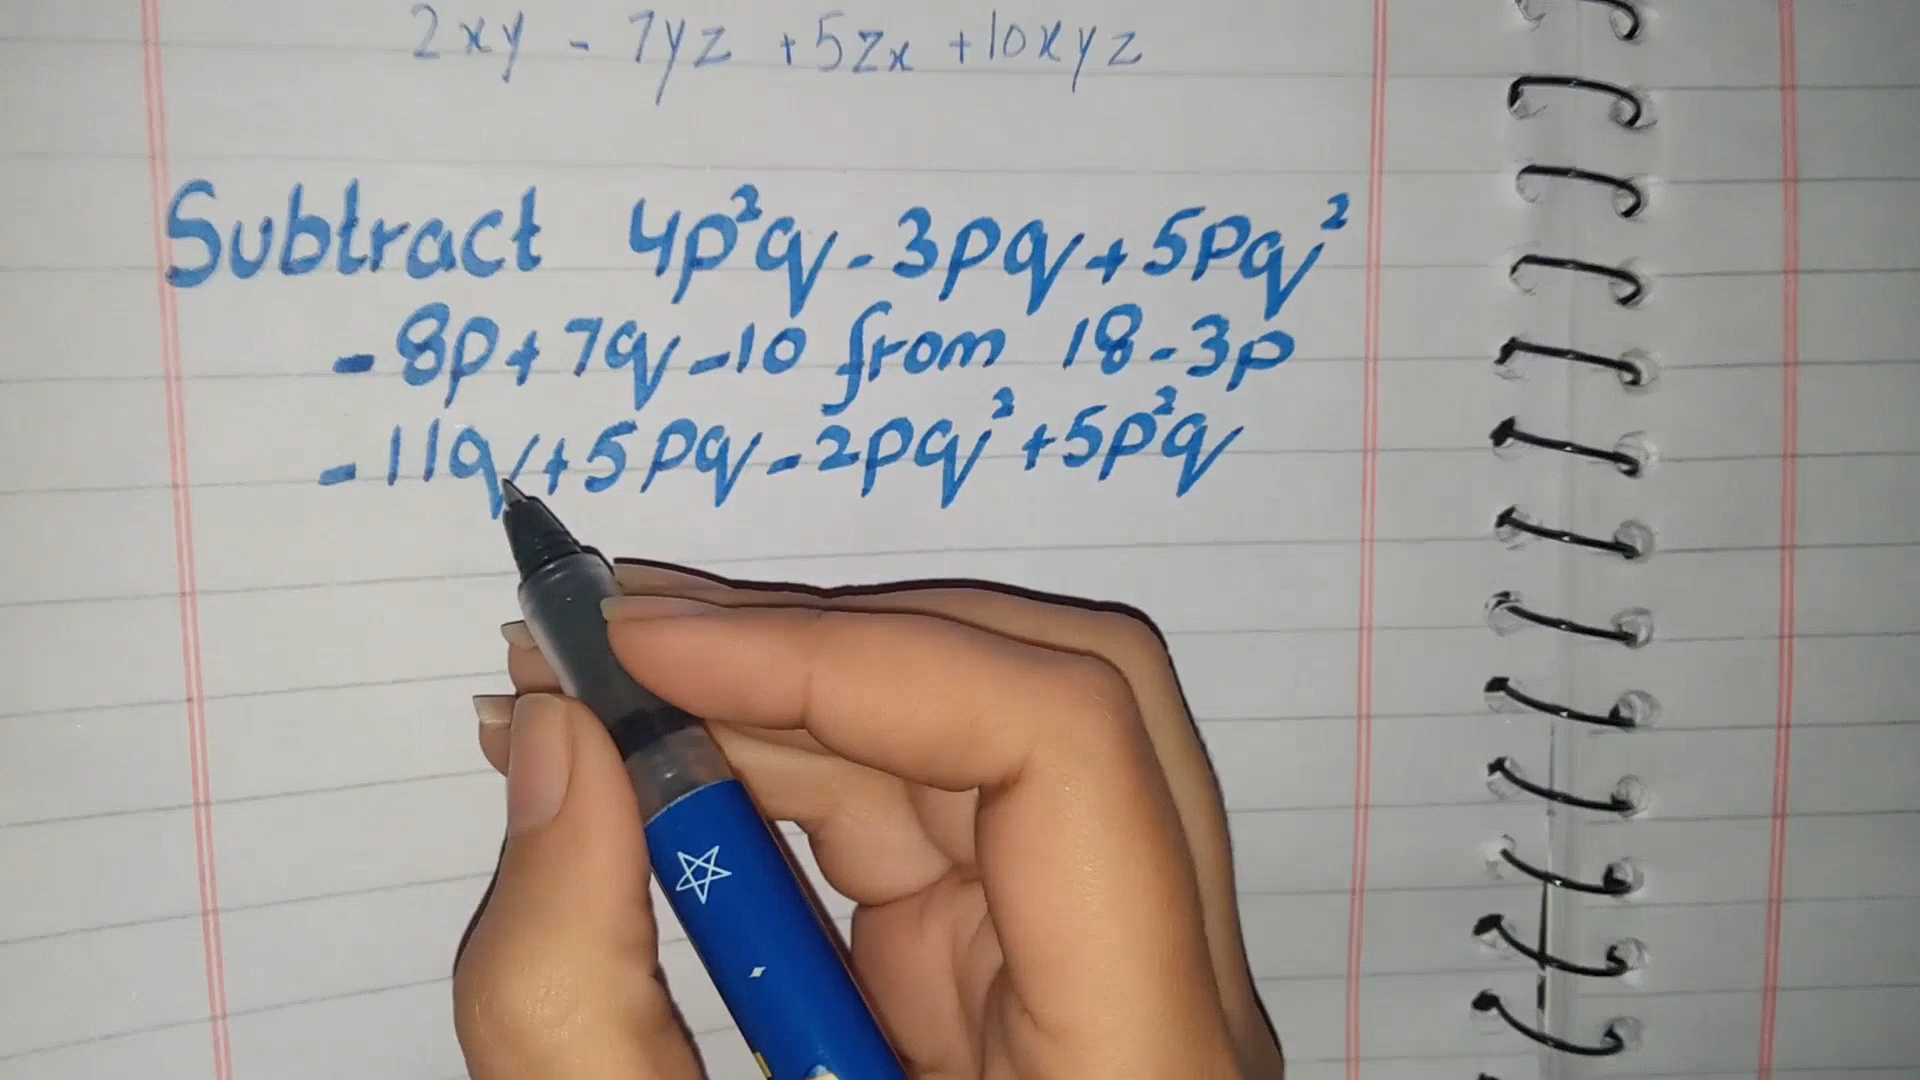 2xy - 7yz + 5zx + 10xyz
Subtract 4p²q - 3pq + 5pq²
- 8p + 7q - 10 from 18 - 3p
- 11q + 5pq - 2pq² + 5p²q